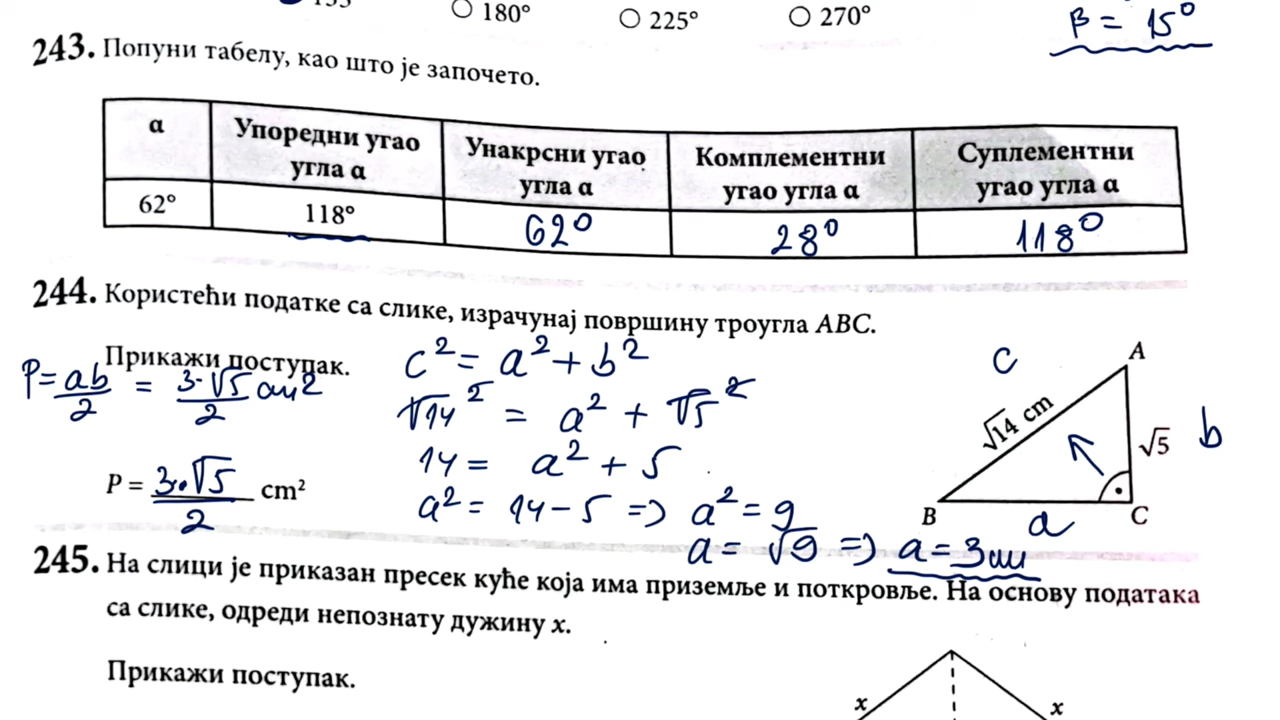 135°
180°
225°
270°
β = 15°
243. Попуни табелу, као што је започето.
α
Упоредни угао угла α
Унакрсни угао угла α
Комплементни угао угла α
Суплементни угао угла α
62°
118°
62°
28°
118°
244. Користећи податке са слике, израчунај површину троугла ABC.
Прикажи поступак.
P = ab/2 = 3·√5/2 cm²
c² = a² + b²
√14² = a² + √5²
14 = a² + 5
a² = 14 - 5 => a² = 9
a = √9 => a = 3cm
P = 3·√5/2 cm²
c
A
√14 cm
√5
b
B
a
C
245. На слици је приказан пресек куће која има приземље и поткровље. На основу података
са слике, одреди непознату дужину x.
Прикажи поступак.
x
x